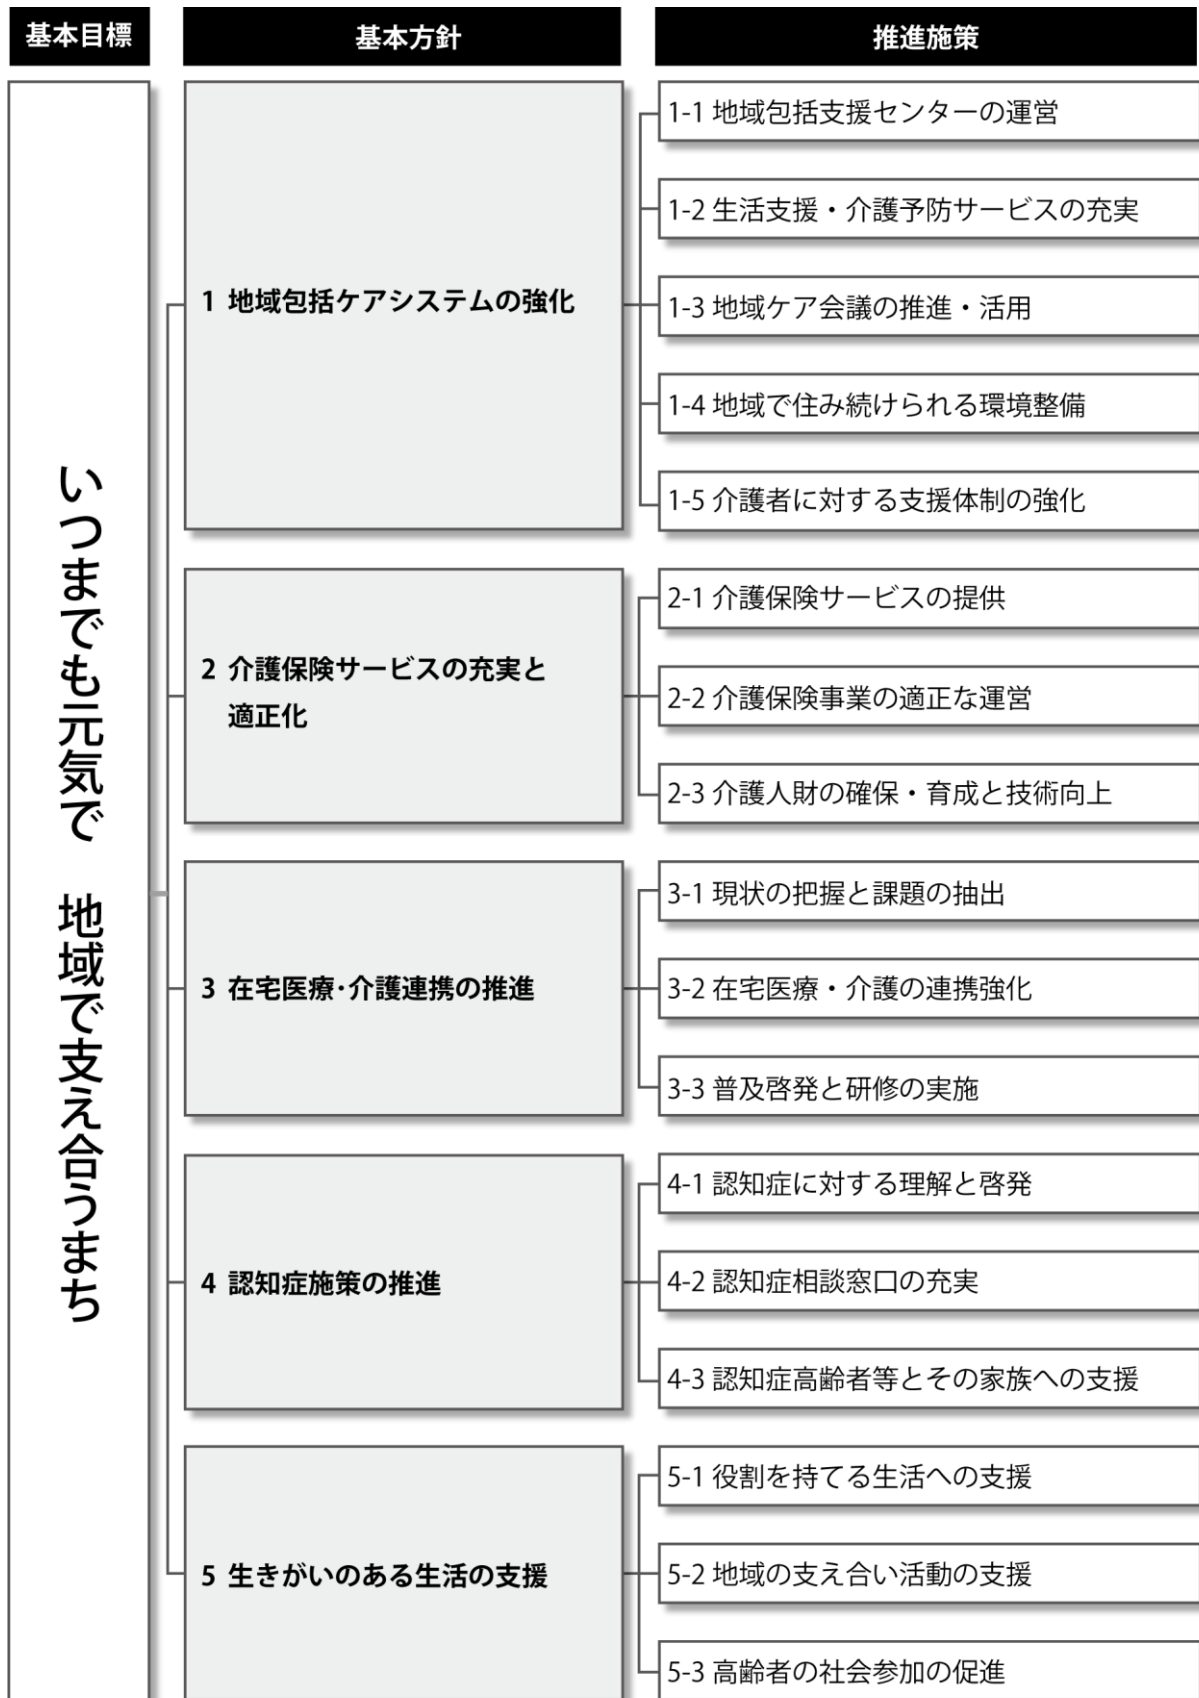 基本目標
基本方針
推進施策
いつまでも元気で　地域で支え合うまち
1 地域包括ケアシステムの強化
1-1 地域包括支援センターの運営
1-2 生活支援・介護予防サービスの充実
1-3 地域ケア会議の推進・活用
1-4 地域で住み続けられる環境整備
1-5 介護者に対する支援体制の強化
2 介護保険サービスの充実と
適正化
2-1 介護保険サービスの提供
2-2 介護保険事業の適正な運営
2-3 介護人財の確保・育成と技術向上
3 在宅医療・介護連携の推進
3-1 現状の把握と課題の抽出
3-2 在宅医療・介護の連携強化
3-3 普及啓発と研修の実施
4 認知症施策の推進
4-1 認知症に対する理解と啓発
4-2 認知症相談窓口の充実
4-3 認知症高齢者等とその家族への支援
5 生きがいのある生活の支援
5-1 役割を持てる生活への支援
5-2 地域の支え合い活動の支援
5-3 高齢者の社会参加の促進